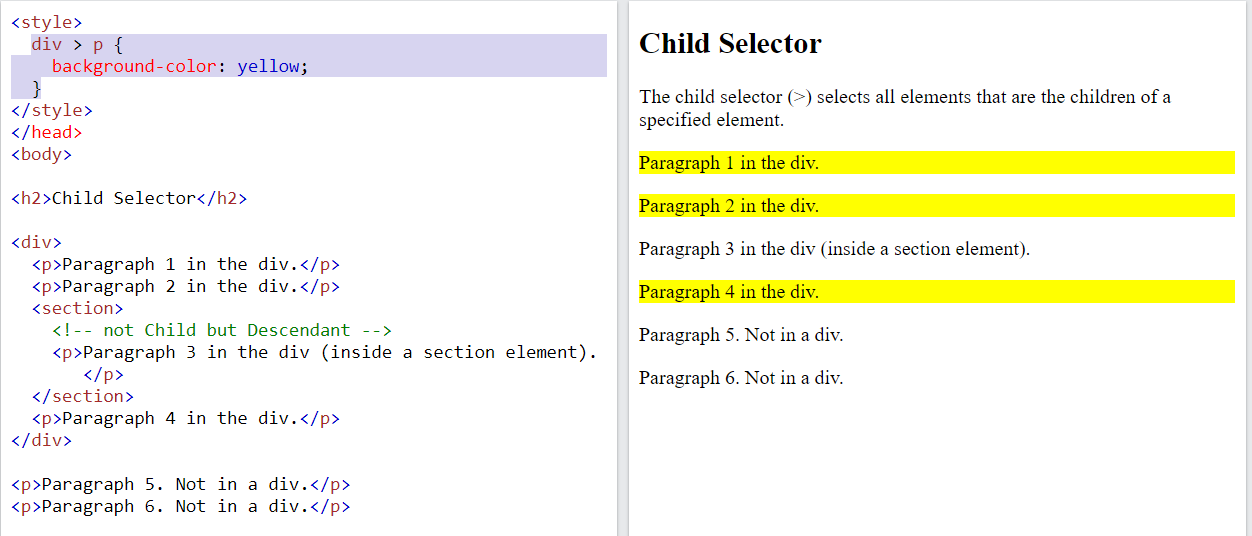 <style>
div > p {
background-color: yellow;
}
</style>
</head>
<body>
<h2>Child Selector</h2>
<div>
<p>Paragraph 1 in the div.</p>
<p>Paragraph 2 in the div.</p>
<section>
<!-- not Child but Descendant -->
<p>Paragraph 3 in the div (inside a section element).
</p>
</section>
<p>Paragraph 4 in the div.</p>
</div>
<p>Paragraph 5. Not in a div.</p>
<p>Paragraph 6. Not in a div.</p>
Child Selector
The child selector (>) selects all elements that are the children of a
specified element.
Paragraph 1 in the div.
Paragraph 2 in the div.
Paragraph 3 in the div (inside a section element).
Paragraph 4 in the div.
Paragraph 5. Not in a div.
Paragraph 6. Not in a div.